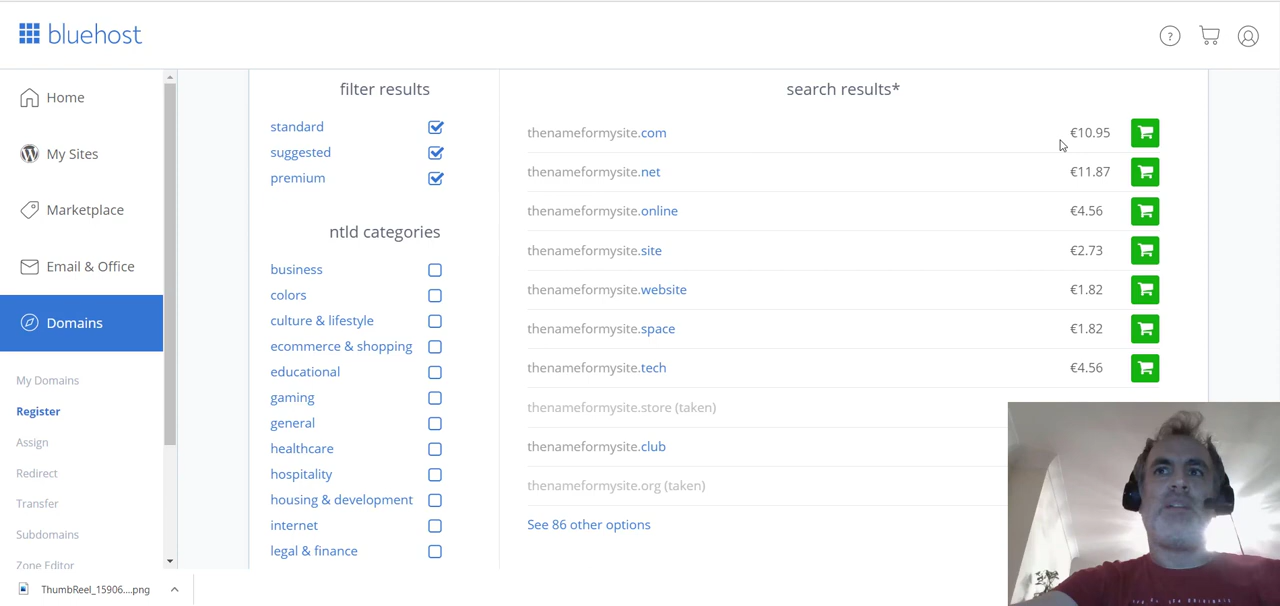 bluehost
?
Home
My Sites
Marketplace
Email & Office
Domains
My Domains
Register
Assign
Redirect
Transfer
Subdomains
Zone Editor
filter results
standard
suggested
premium
ntld categories
business
colors
culture & lifestyle
ecommerce & shopping
educational
gaming
general
healthcare
hospitality
housing & development
internet
legal & finance
search results*
thenameformysite.com €10.95
thenameformysite.net €11.87
thenameformysite.online €4.56
thenameformysite.site €2.73
thenameformysite.website €1.82
thenameformysite.space €1.82
thenameformysite.tech €4.56
thenameformysite.store (taken)
thenameformysite.club
thenameformysite.org (taken)
See 86 other options
ThumbReel_15906....png